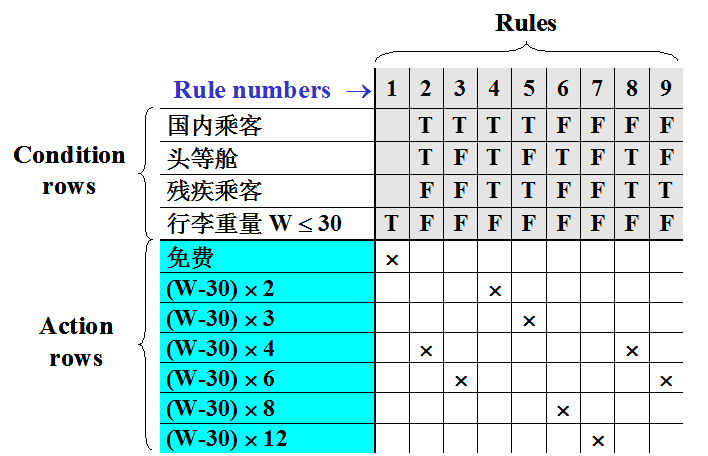 Rules
Rule numbers → 1 2 3 4 5 6 7 8 9
Condition rows
国内乘客 T T T T F F F F
头等舱 T F T F T F T F
残疾乘客 F F T T F F T T
行李重量 W ≤ 30 T F F F F F F F F
Action rows
免费 ×
(W-30) × 2 ×
(W-30) × 3 ×
(W-30) × 4 × ×
(W-30) × 6 × ×
(W-30) × 8 ×
(W-30) × 12 ×